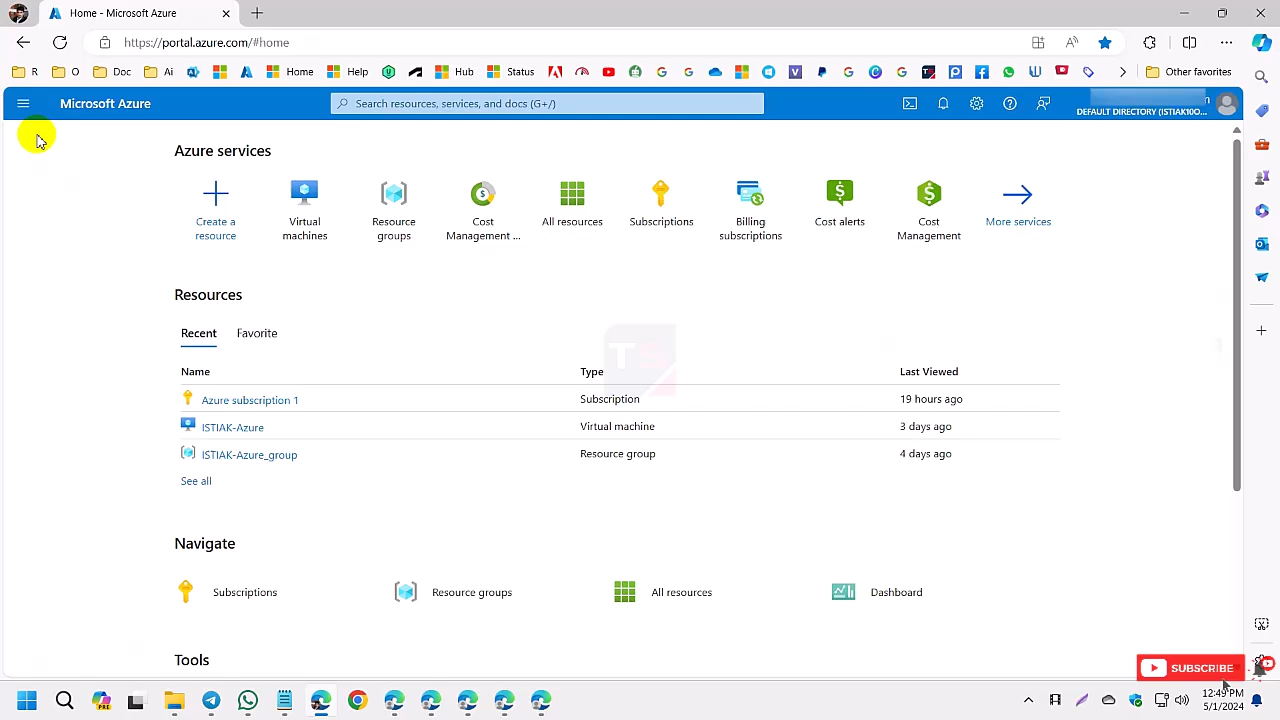 Home - Microsoft Azure
https://portal.azure.com/#home
R
O
Doc
Ai
Home
Help
Hub
Status
Other favorites
Microsoft Azure
Search resources, services, and docs (G+/)
DEFAULT DIRECTORY (ISTIAK10O...
Azure services
Create a
resource
Virtual
machines
Resource
groups
Cost
Management ...
All resources
Subscriptions
Billing
subscriptions
Cost alerts
Cost
Management
More services
Resources
Recent
Favorite
Name
Type
Last Viewed
Azure subscription 1
Subscription
19 hours ago
ISTIAK-Azure
Virtual machine
3 days ago
ISTIAK-Azure_group
Resource group
4 days ago
See all
Navigate
Subscriptions
Resource groups
All resources
Dashboard
Tools
SUBSCRIBE
12:49 PM
5/1/2024